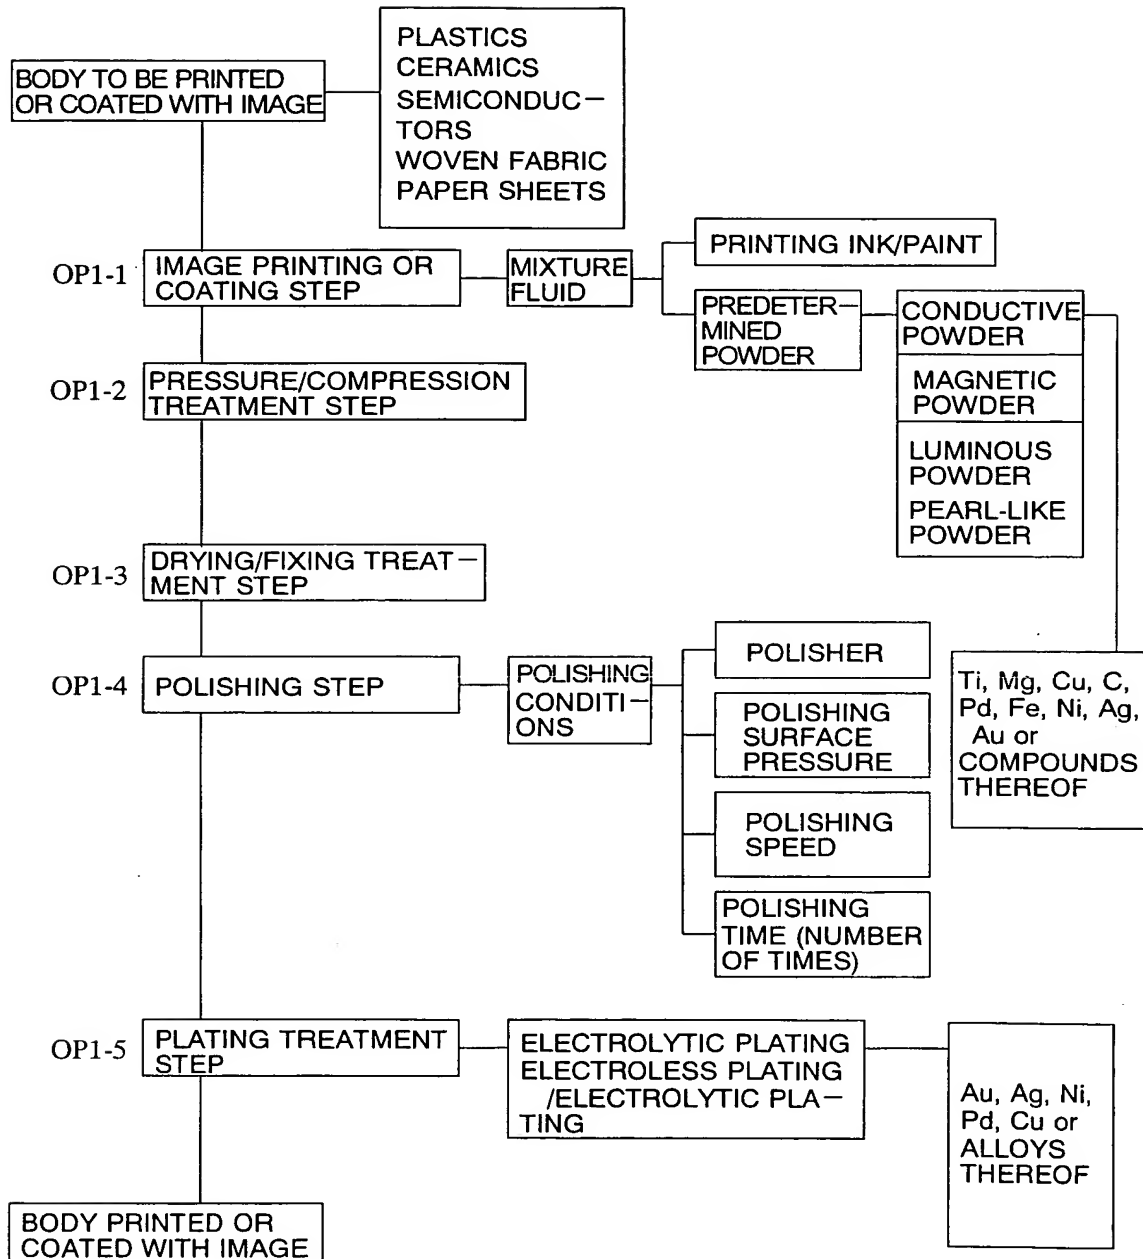 BODY TO BE PRINTED
OR COATED WITH IMAGE
PLASTICS
CERAMICS
SEMICONDUC-
TORS
WOVEN FABRIC
PAPER SHEETS
OP1-1
IMAGE PRINTING OR
COATING STEP
MIXTURE
FLUID
PRINTING INK/PAINT
PREDETER-
MINED
POWDER
CONDUCTIVE
POWDER
MAGNETIC
POWDER
LUMINOUS
POWDER
PEARL-LIKE
POWDER
OP1-2
PRESSURE/COMPRESSION
TREATMENT STEP
OP1-3
DRYING/FIXING TREAT-
MENT STEP
OP1-4
POLISHING STEP
POLISHING
CONDITI-
ONS
POLISHER
POLISHING
SURFACE
PRESSURE
POLISHING
SPEED
POLISHING
TIME (NUMBER
OF TIMES)
Ti, Mg, Cu, C,
Pd, Fe, Ni, Ag,
Au or
COMPOUNDS
THEREOF
OP1-5
PLATING TREATMENT
STEP
ELECTROLYTIC PLATING
ELECTROLESS PLATING
/ELECTROLYTIC PLA-
TING
Au, Ag, Ni,
Pd, Cu or
ALLOYS
THEREOF
BODY PRINTED OR
COATED WITH IMAGE